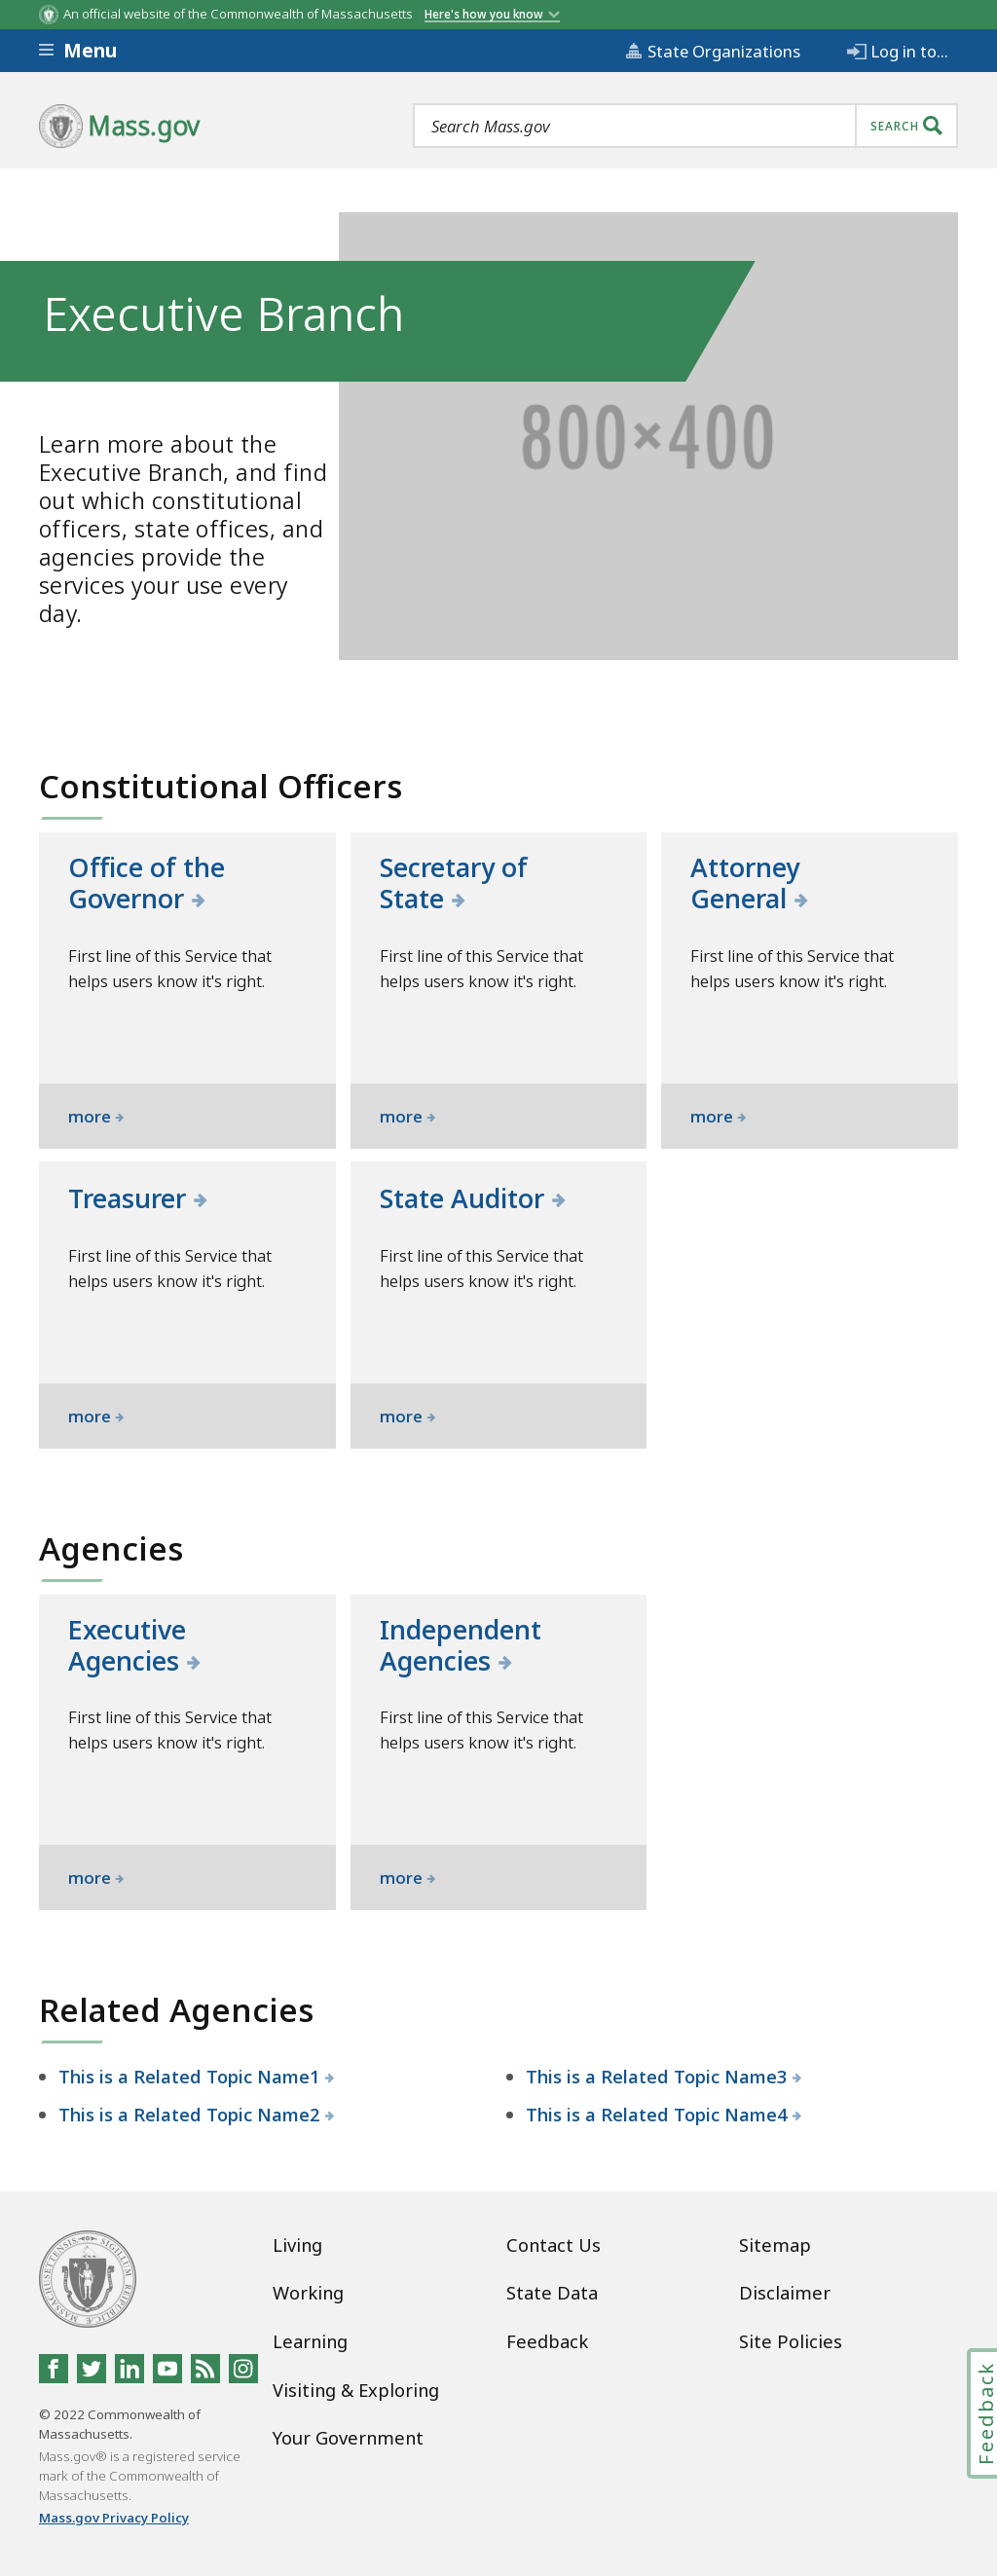 An official website of the Commonwealth of Massachusetts Here's how you know
Menu
State Organizations
Log in to...
Mass.gov
Search Mass.gov
SEARCH
Executive Branch
800×400
Learn more about the
Executive Branch, and find
out which constitutional
officers, state offices, and
agencies provide the
services your use every
day.
Constitutional Officers
Office of the
Governor
First line of this Service that
helps users know it's right.
more
Secretary of
State
First line of this Service that
helps users know it's right.
more
Attorney
General
First line of this Service that
helps users know it's right.
more
Treasurer
First line of this Service that
helps users know it's right.
more
State Auditor
First line of this Service that
helps users know it's right.
more
Agencies
Executive
Agencies
First line of this Service that
helps users know it's right.
more
Independent
Agencies
First line of this Service that
helps users know it's right.
more
Related Agencies
This is a Related Topic Name1
This is a Related Topic Name2
This is a Related Topic Name3
This is a Related Topic Name4
Living
Working
Learning
Visiting & Exploring
Your Government
Contact Us
State Data
Feedback
Sitemap
Disclaimer
Site Policies
© 2022 Commonwealth of
Massachusetts.
Mass.gov® is a registered service
mark of the Commonwealth of
Massachusetts.
Mass.gov Privacy Policy
Feedback